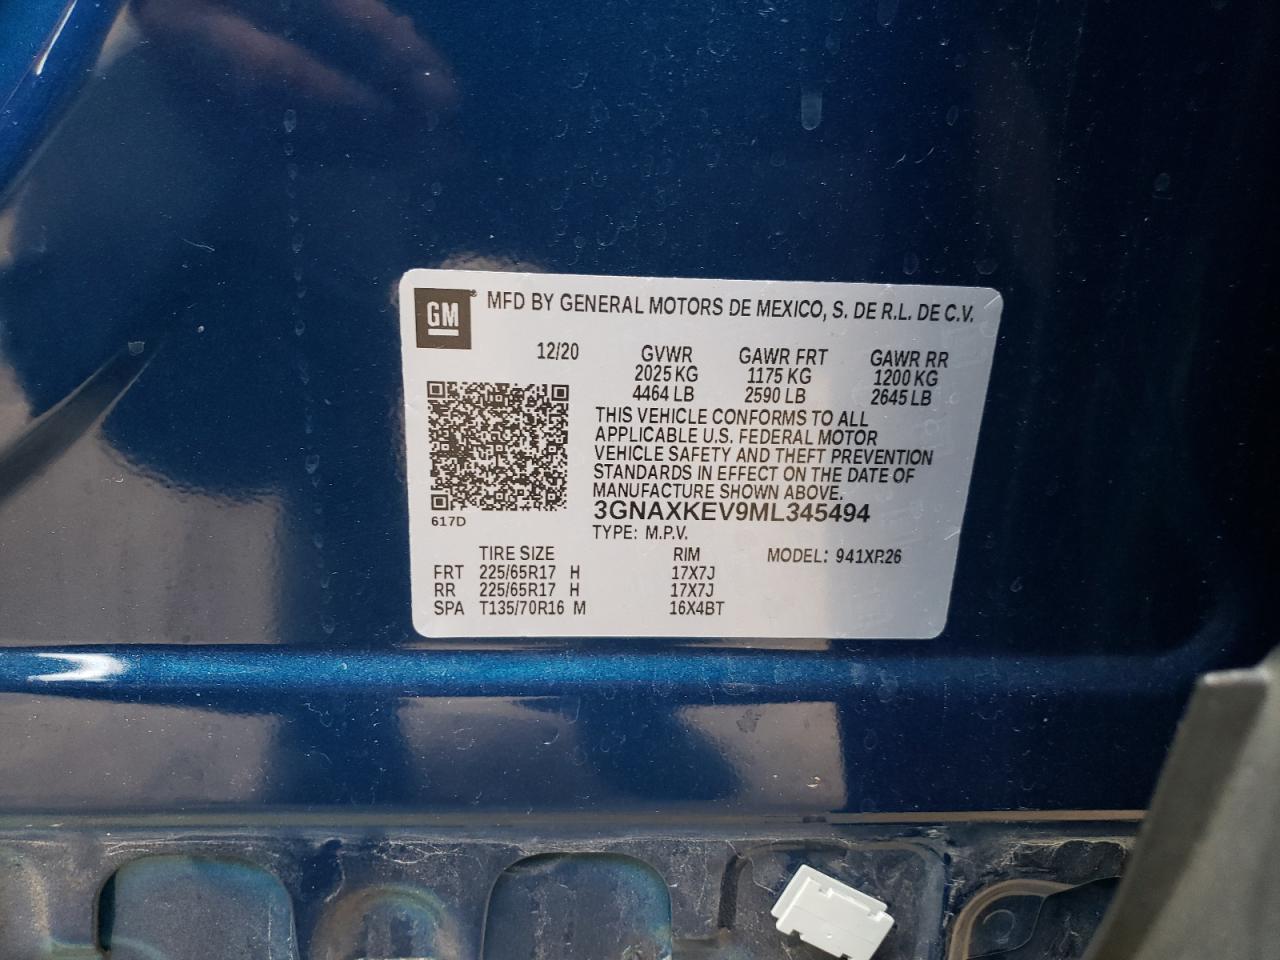 GM ® MFD BY GENERAL MOTORS DE MEXICO, S. DE R.L. DE C.V.
12/20 GVWR GAWR FRT GAWR RR
2025 KG 1175 KG 1200 KG
4464 LB 2590 LB 2645 LB
THIS VEHICLE CONFORMS TO ALL
APPLICABLE U.S. FEDERAL MOTOR
VEHICLE SAFETY AND THEFT PREVENTION
STANDARDS IN EFFECT ON THE DATE OF
MANUFACTURE SHOWN ABOVE.
617D
3GNAXKEV9ML345494
TYPE: M.P.V.
TIRE SIZE RIM MODEL: 941XP.26
FRT 225/65R17 H 17X7J
RR 225/65R17 H 17X7J
SPA T135/70R16 M 16X4BT